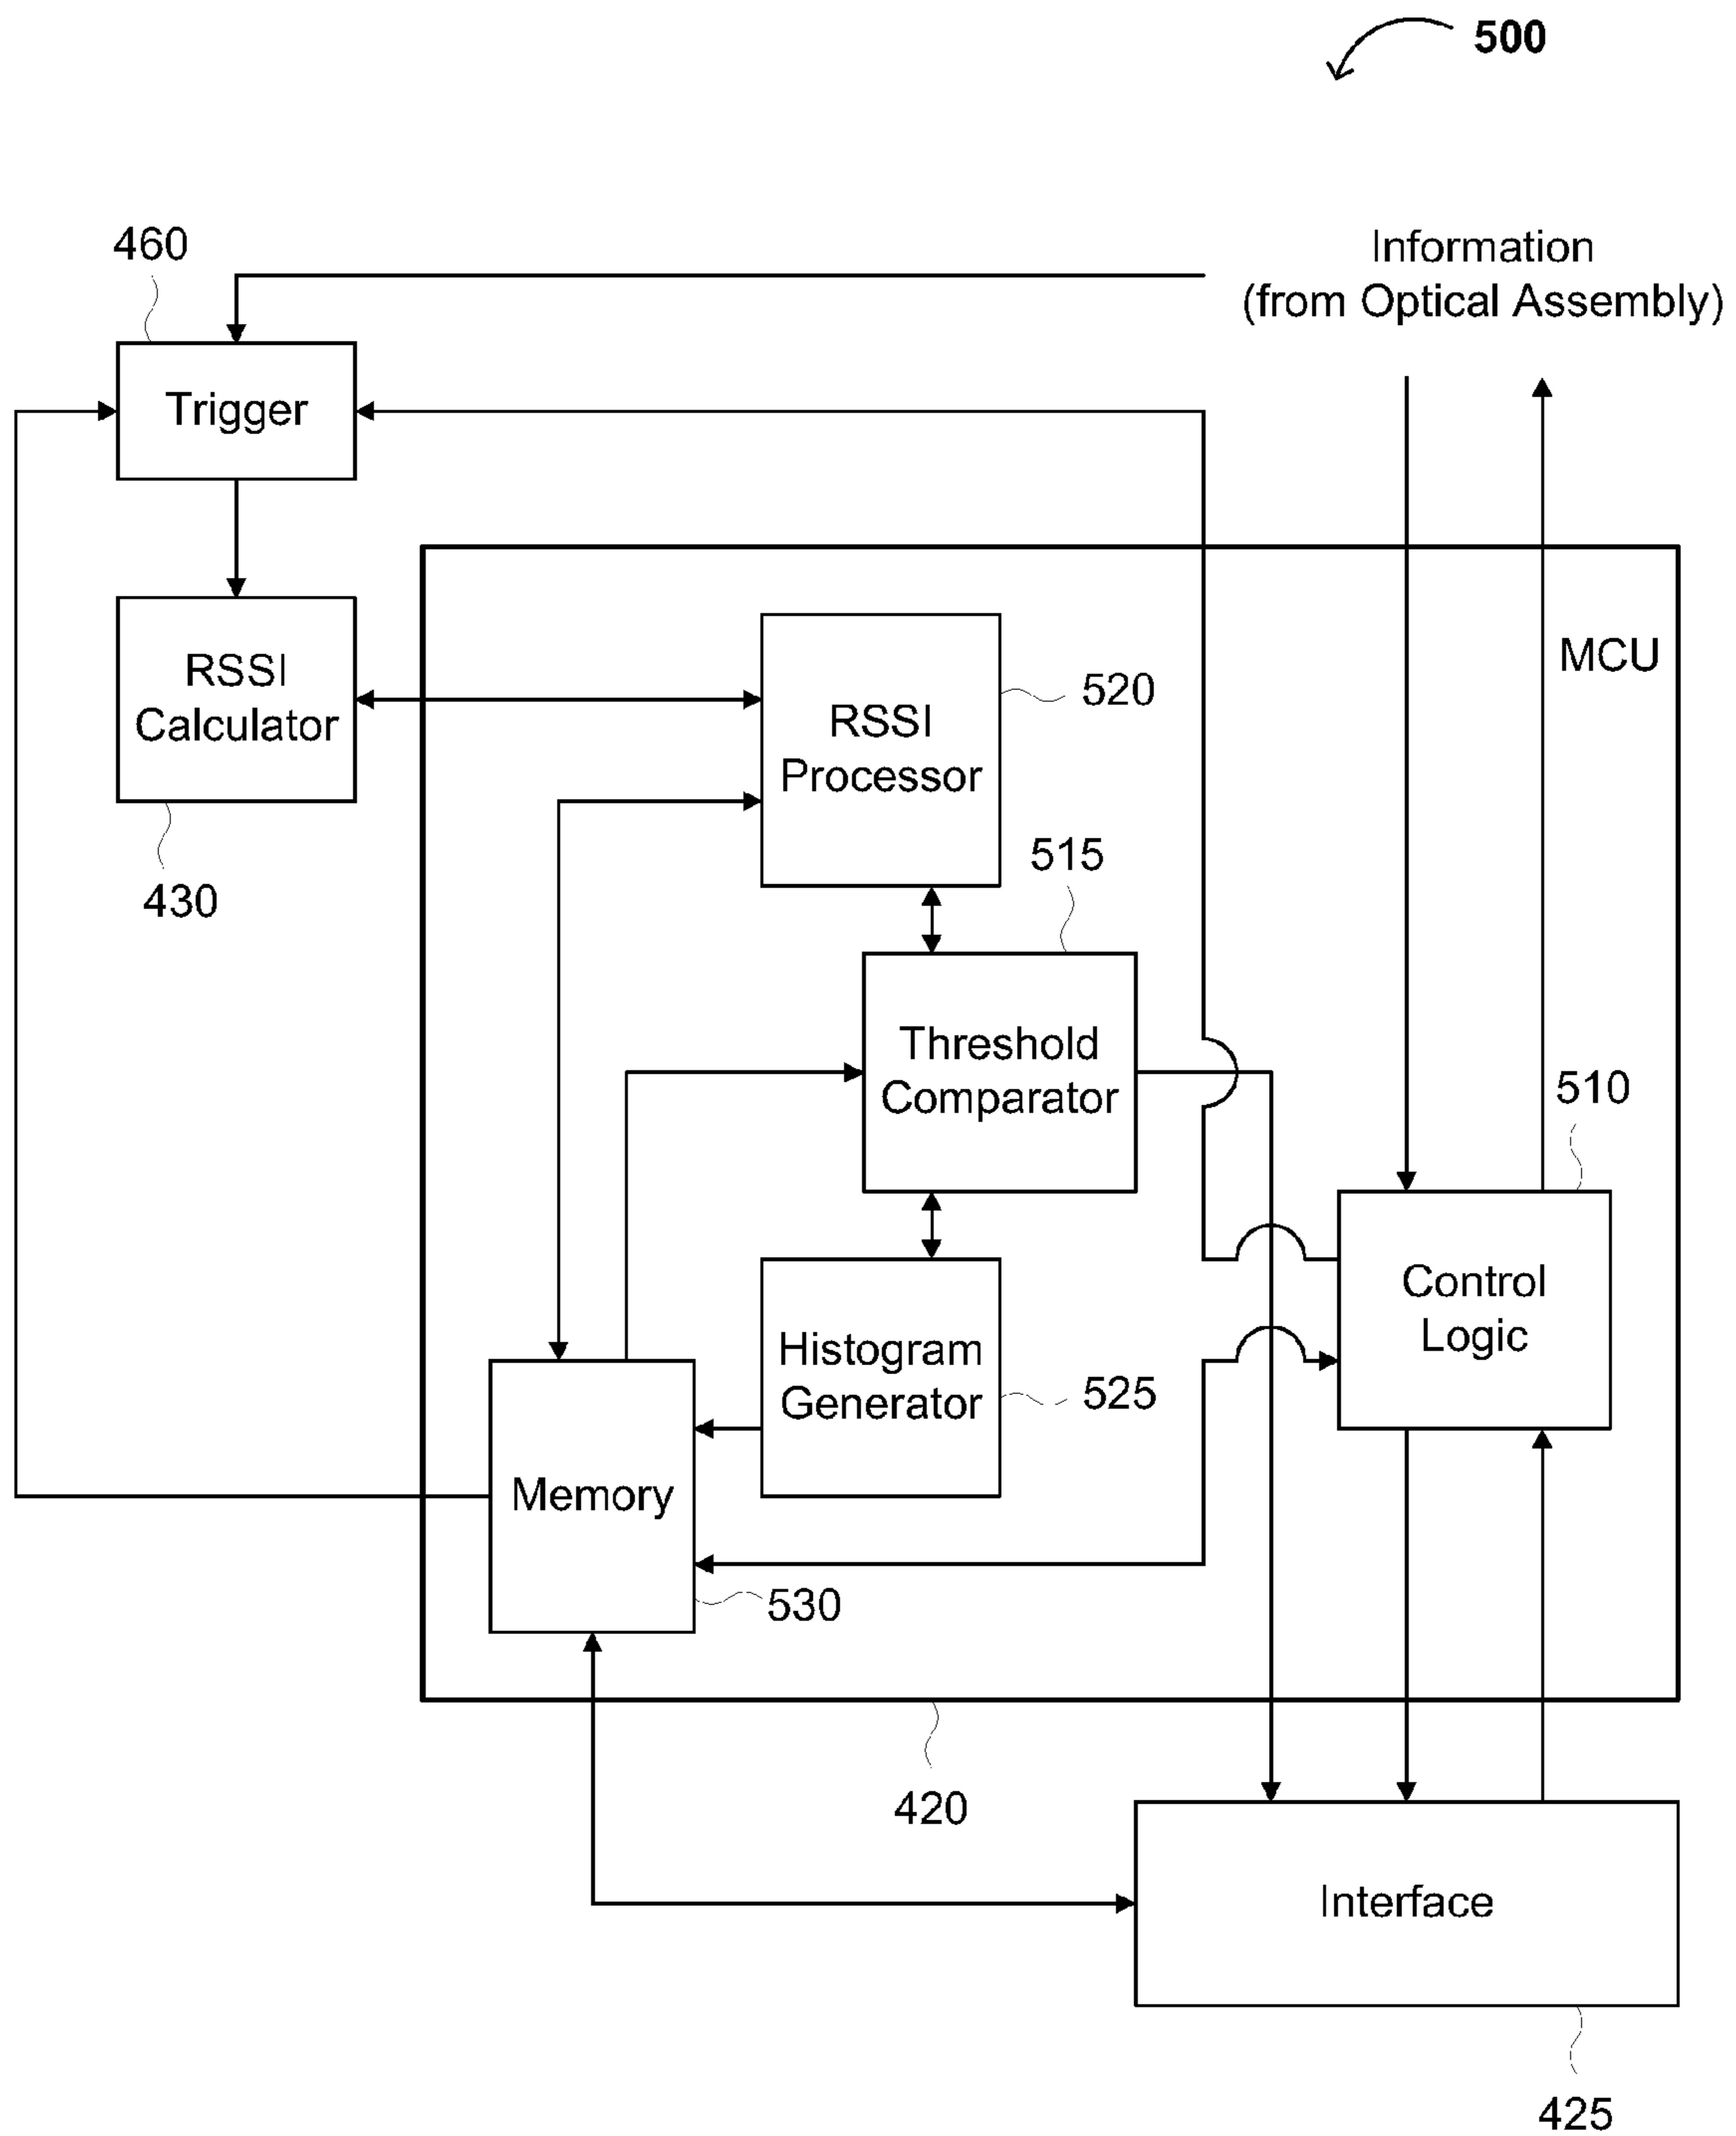 500
460
Information
(from Optical Assembly)
Trigger
MCU
RSSI
Calculator
520
RSSI
Processor
515
430
Threshold
Comparator
510
Control
Logic
Histogram
Generator
525
Memory
530
420
Interface
425